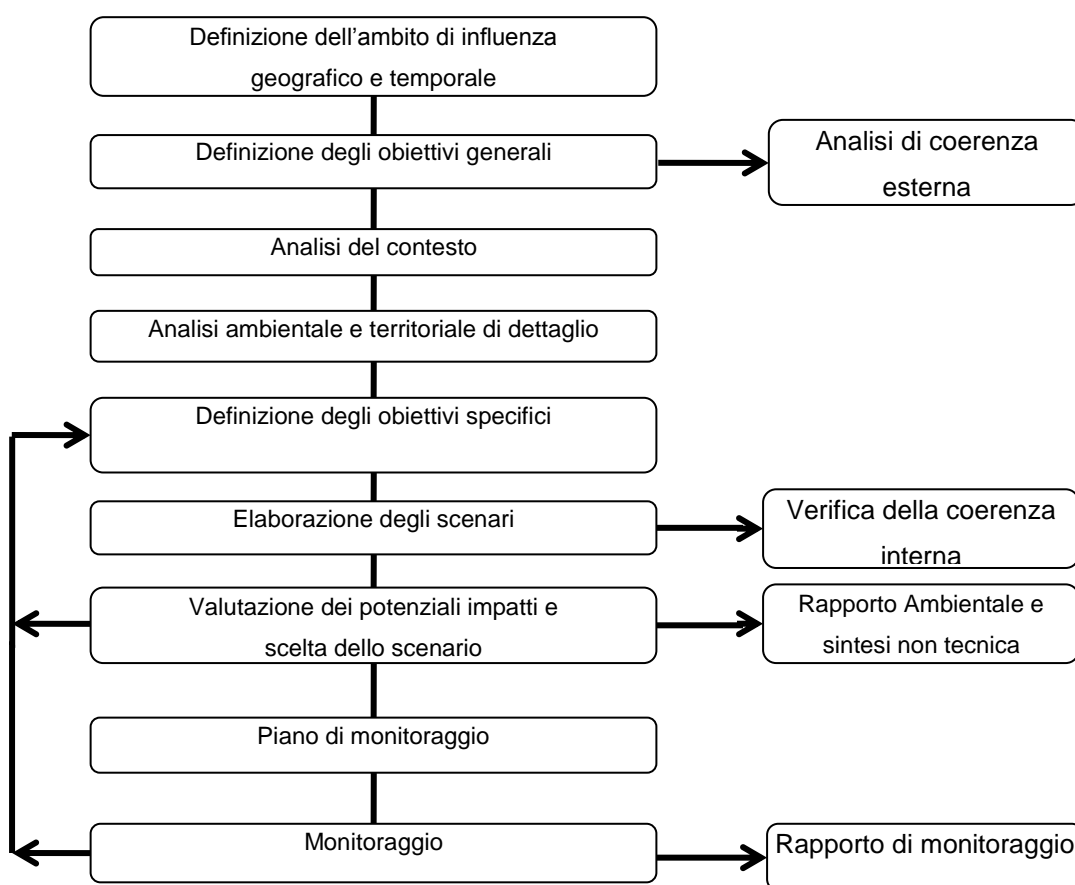 Definizione dell’ambito di influenza
geografico e temporale
Definizione degli obiettivi generali
Analisi di coerenza
esterna
Analisi del contesto
Analisi ambientale e territoriale di dettaglio
Definizione degli obiettivi specifici
Elaborazione degli scenari
Verifica della coerenza
interna
Valutazione dei potenziali impatti e
scelta dello scenario
Rapporto Ambientale e
sintesi non tecnica
Piano di monitoraggio
Monitoraggio
Rapporto di monitoraggio